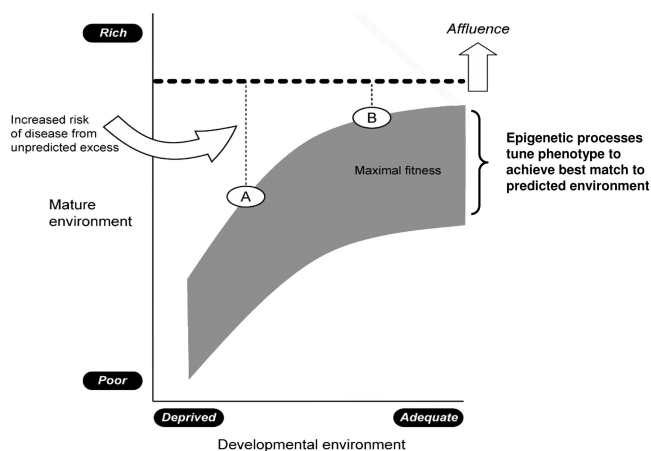 Rich
Affluence
Increased risk
of disease from
unpredicted excess
B
Epigenetic processes
tune phenotype to
achieve best match to
predicted environment
Maximal fitness
A
Mature
environment
Poor
Deprived
Adequate
Developmental environment